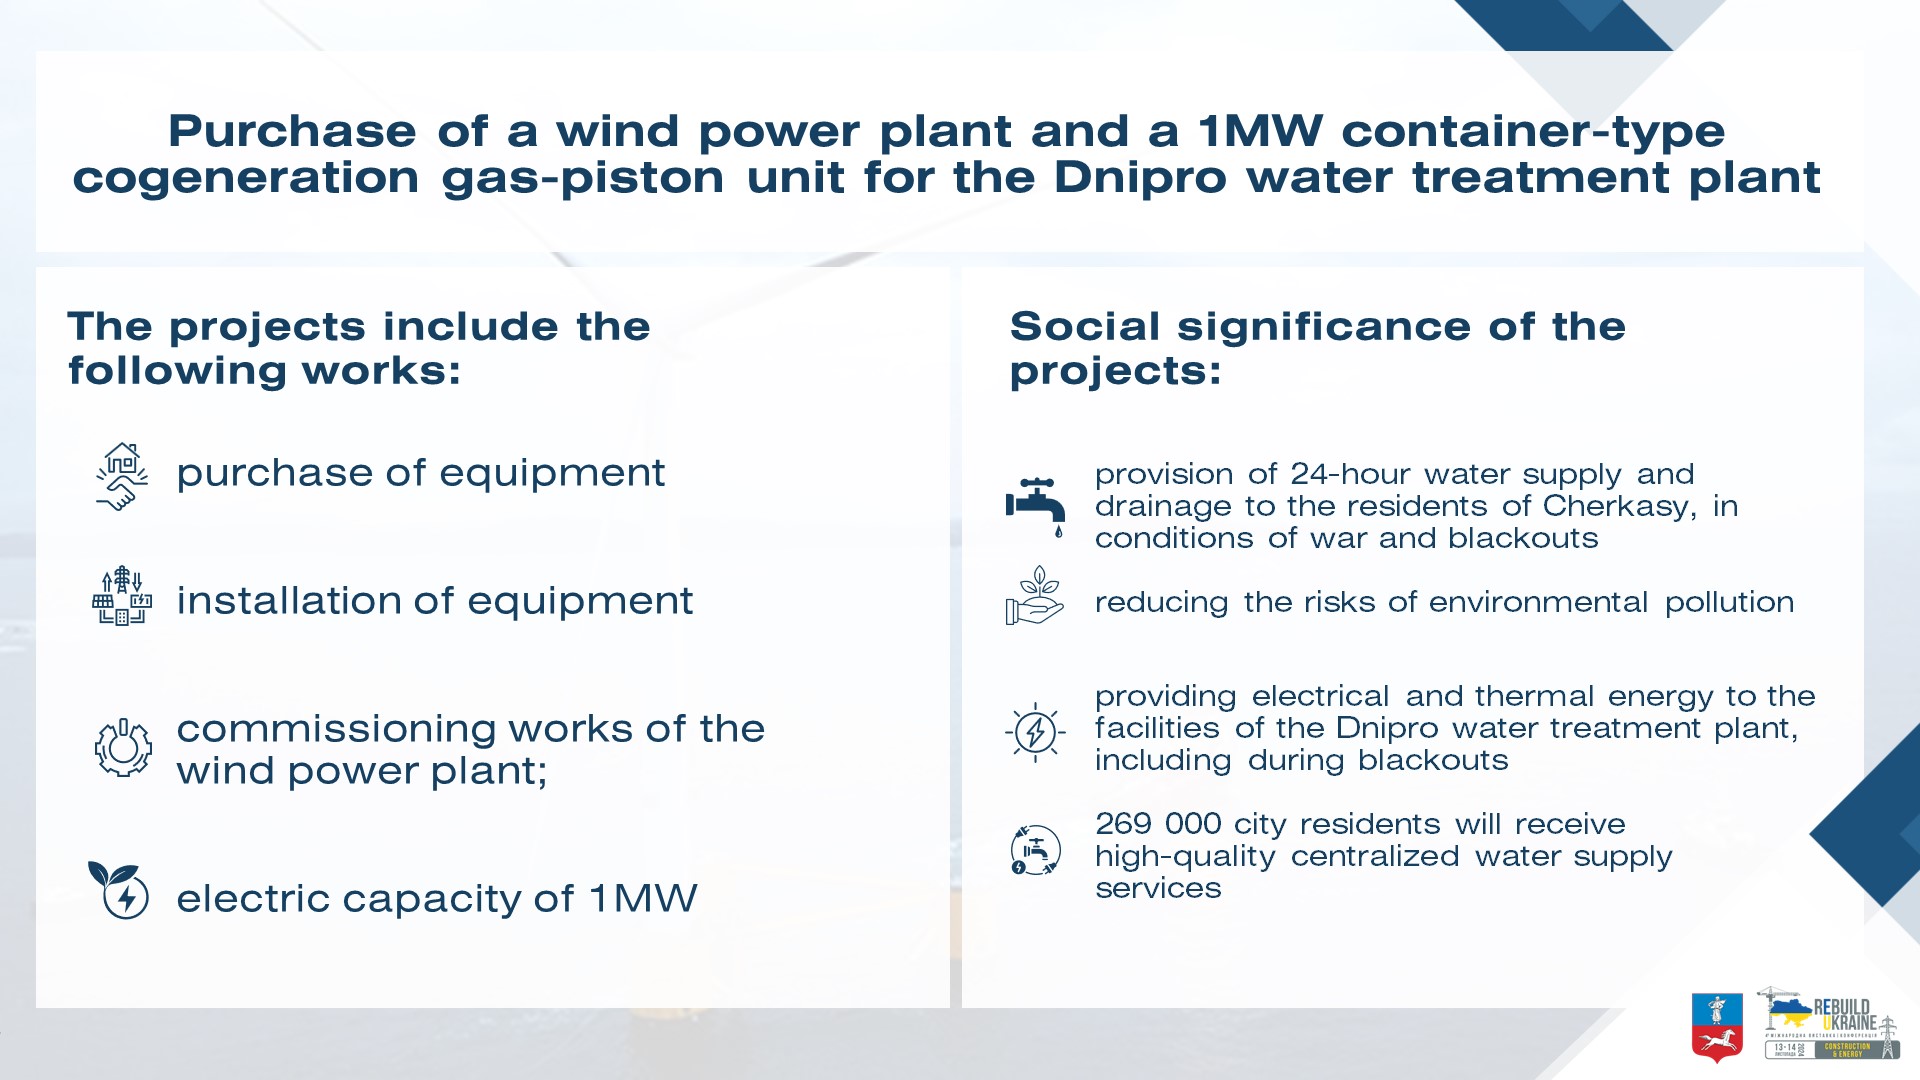 Purchase of a wind power plant and a 1MW container-type
cogeneration gas-piston unit for the Dnipro water treatment plant
The projects include the
following works:
purchase of equipment
installation of equipment
commissioning works of the
wind power plant;
electric capacity of 1MW
Social significance of the
projects:
provision of 24-hour water supply and
drainage to the residents of Cherkasy, in
conditions of war and blackouts
reducing the risks of environmental pollution
providing electrical and thermal energy to the
facilities of the Dnipro water treatment plant,
including during blackouts
269 000 city residents will receive
high-quality centralized water supply
services
REBUILD
UKRAINE
МІЖНАРОДНА ВИСТАВКА І КОНФЕРЕНЦІЯ
13-14
ЛИСТОПАДА
2024
CONSTRUCTION
& ENERGY